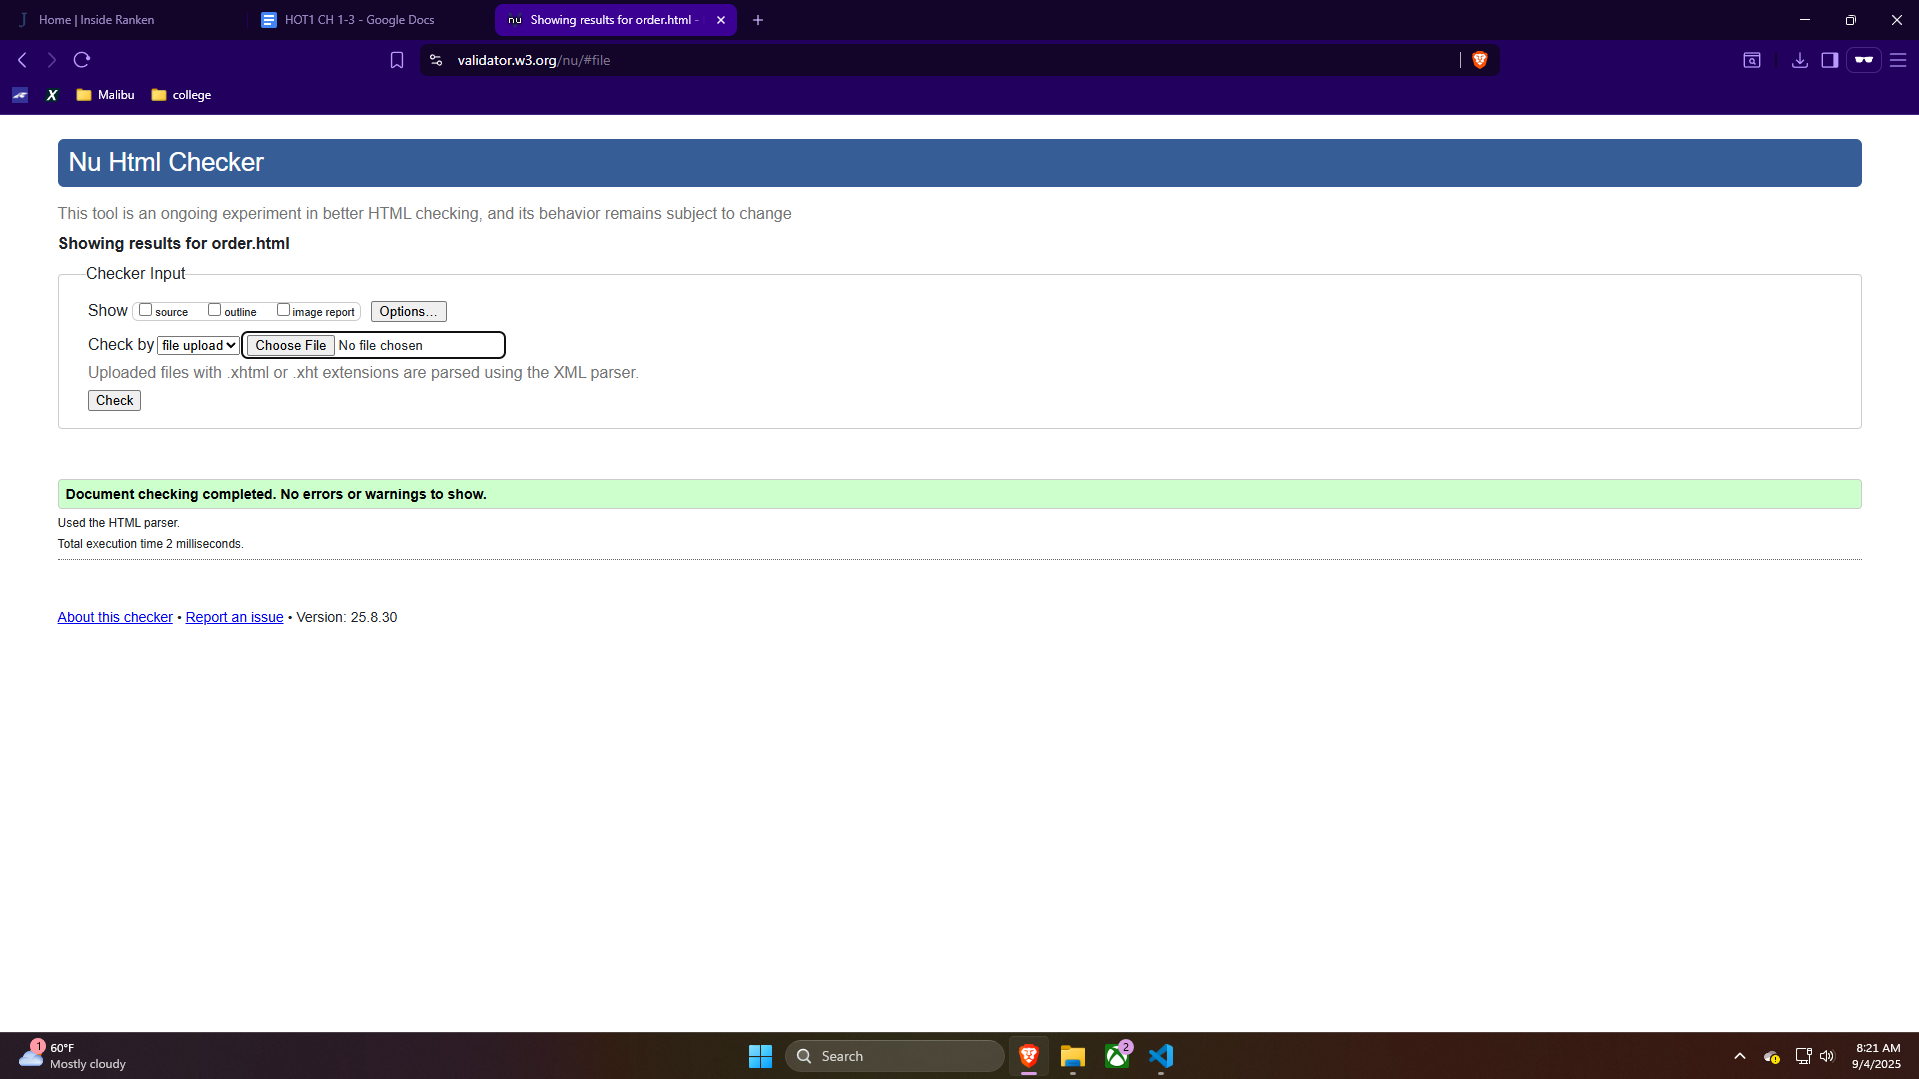 Home | Inside Ranken
HOT1 CH 1-3 - Google Docs
nu Showing results for order.html -
validator.w3.org/nu/#file
X Malibu college
Nu Html Checker
This tool is an ongoing experiment in better HTML checking, and its behavior remains subject to change
Showing results for order.html
Checker Input
Show source outline image report Options…
Check by file upload Choose File No file chosen
Uploaded files with .xhtml or .xht extensions are parsed using the XML parser.
Check
Document checking completed. No errors or warnings to show.
Used the HTML parser.
Total execution time 2 milliseconds.
About this checker • Report an issue • Version: 25.8.30
1
60°F
Mostly cloudy
Search
2
8:21 AM
9/4/2025